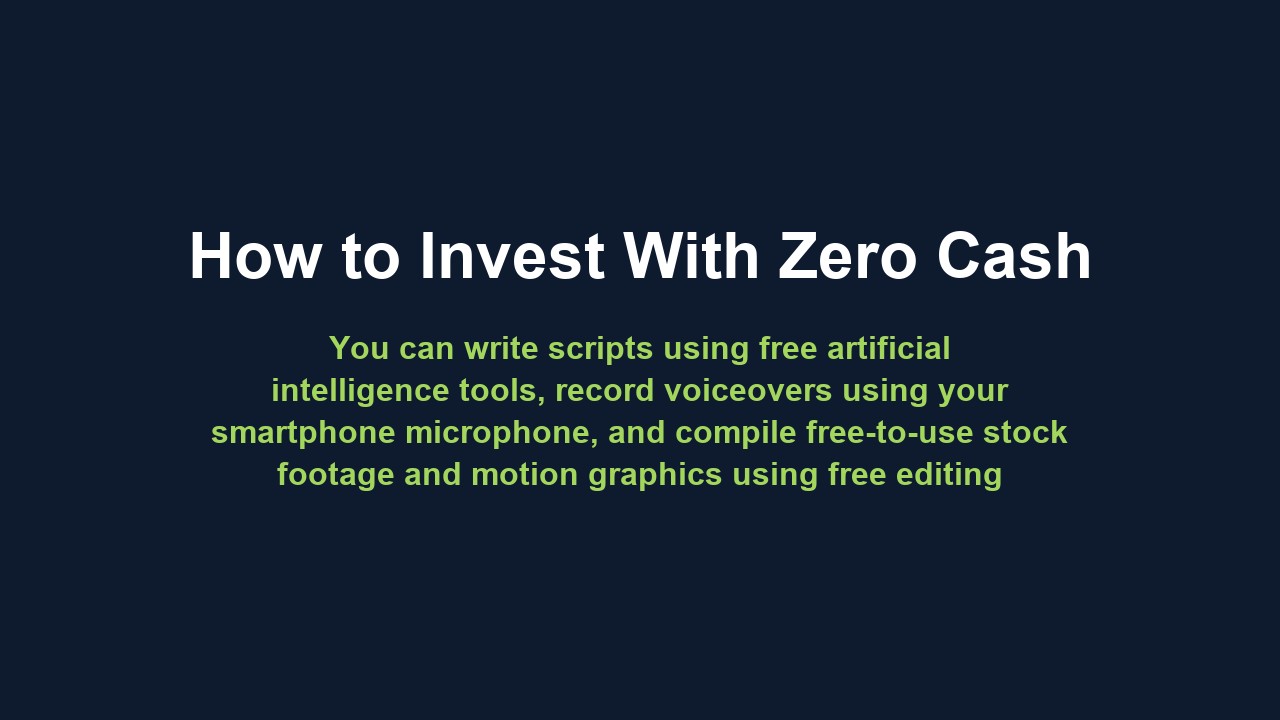 How to Invest With Zero Cash
You can write scripts using free artificial
intelligence tools, record voiceovers using your
smartphone microphone, and compile free-to-use stock
footage and motion graphics using free editing